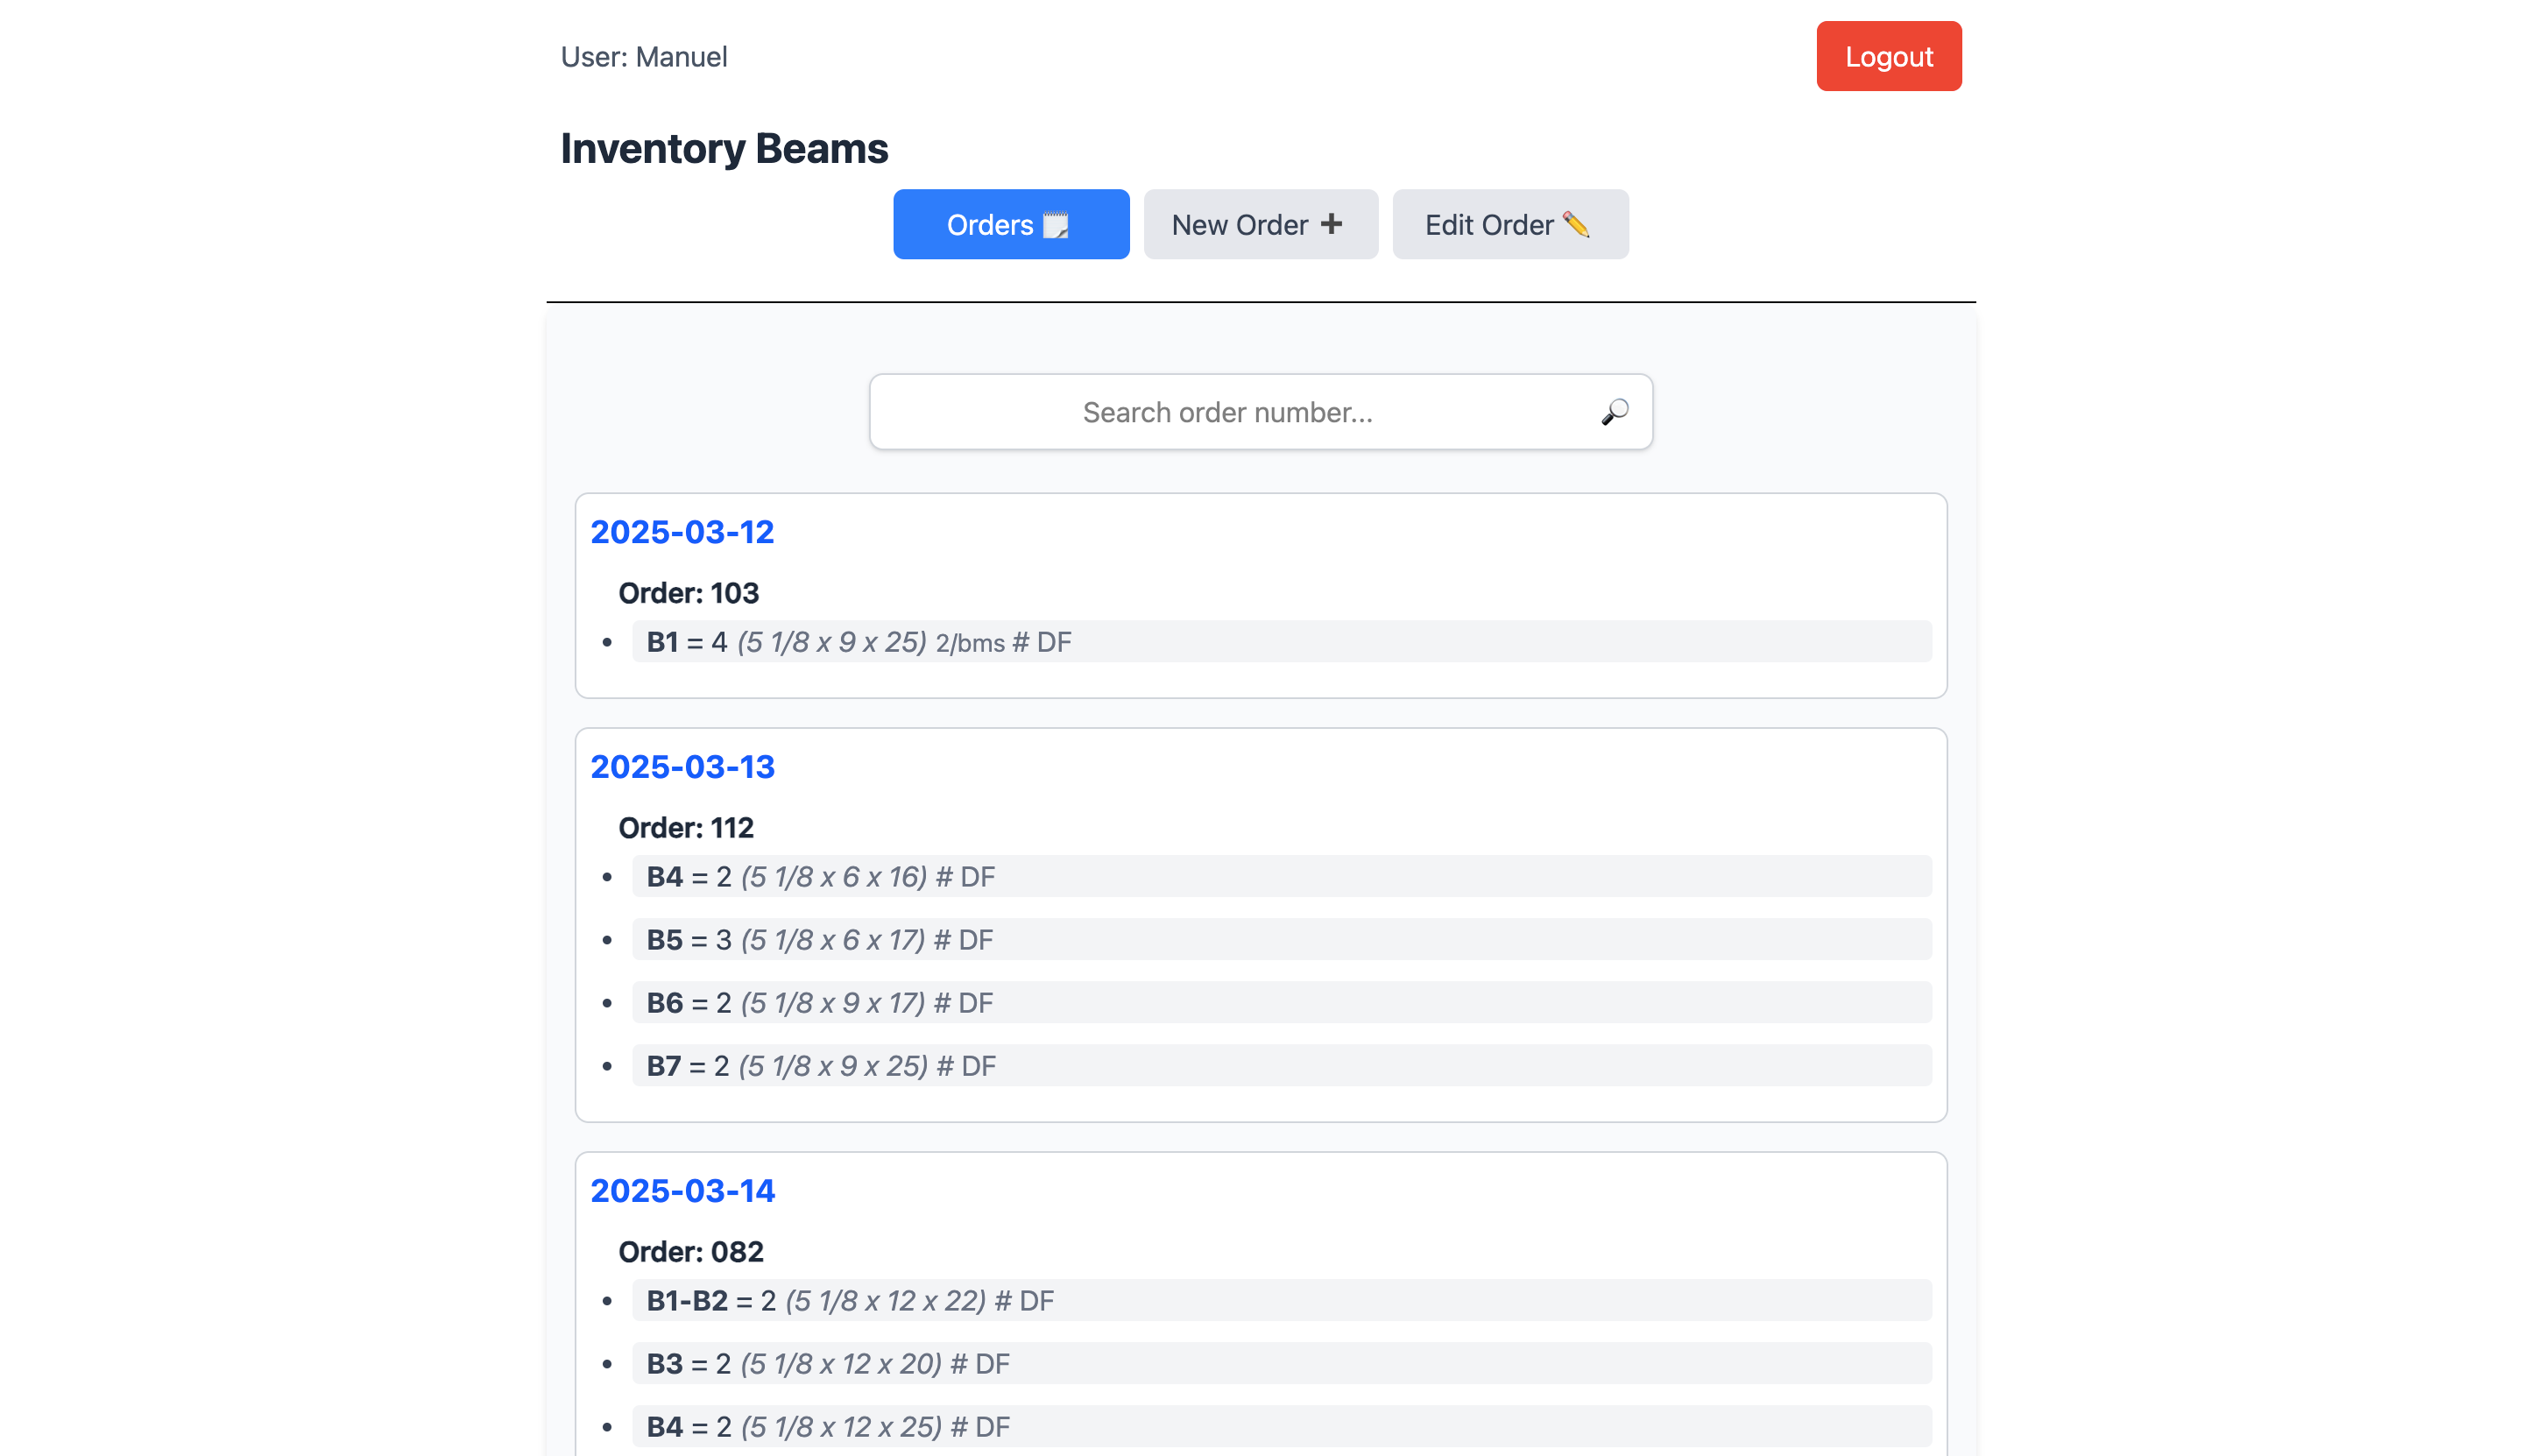 User: Manuel
Logout
Inventory Beams
Orders 🗒️
New Order ➕
Edit Order ✏️
Search order number...
🔎
2025-03-12
Order: 103
• B1 = 4 (5 1/8 x 9 x 25) 2/bms # DF
2025-03-13
Order: 112
• B4 = 2 (5 1/8 x 6 x 16) # DF
• B5 = 3 (5 1/8 x 6 x 17) # DF
• B6 = 2 (5 1/8 x 9 x 17) # DF
• B7 = 2 (5 1/8 x 9 x 25) # DF
2025-03-14
Order: 082
• B1-B2 = 2 (5 1/8 x 12 x 22) # DF
• B3 = 2 (5 1/8 x 12 x 20) # DF
• B4 = 2 (5 1/8 x 12 x 25) # DF